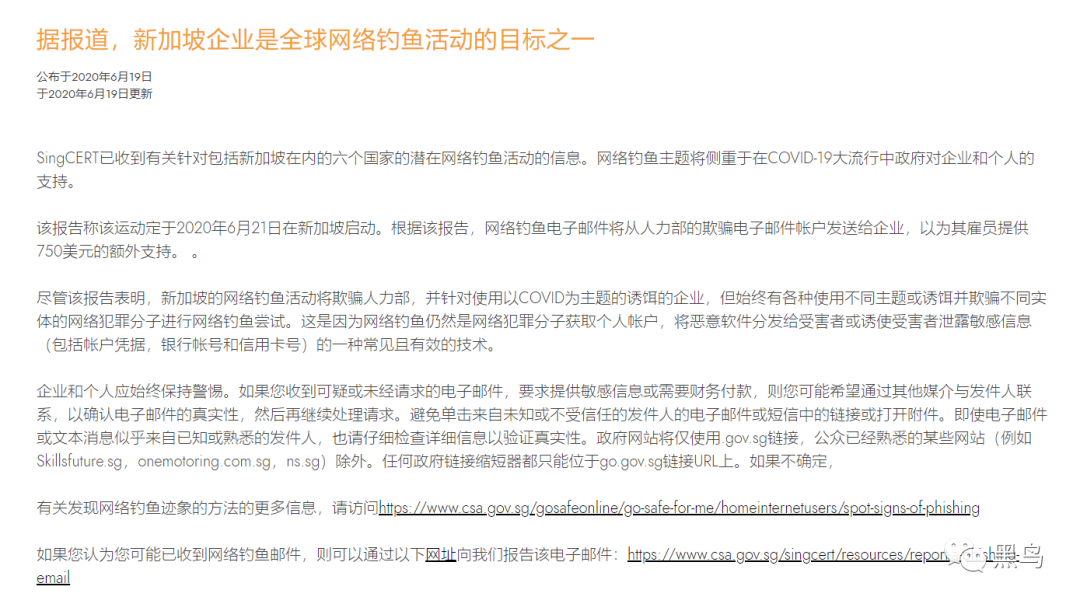 据报道，新加坡企业是全球网络钓鱼活动的目标之一
公布于2020年6月19日
于2020年6月19日更新
SingCERT已收到有关针对包括新加坡在内的六个国家的潜在网络钓鱼活动的信息。网络钓鱼主题将侧重于在COVID-19大流行中政府对企业和个人的
支持。
该报告称该运动定于2020年6月21日在新加坡启动。根据该报告，网络钓鱼电子邮件将从人力部的欺骗电子邮件帐户发送给企业，以为其雇员提供
750美元的额外支持。 。
尽管该报告表明，新加坡的网络钓鱼活动将欺骗人力部，并针对使用以COVID为主题的诱饵的企业，但始终有各种使用不同主题或诱饵并欺骗不同实
体的网络犯罪分子进行网络钓鱼尝试。这是因为网络钓鱼仍然是网络犯罪分子获取个人帐户，将恶意软件分发给受害者或诱使受害者泄露敏感信息
（包括帐户凭据，银行帐号和信用卡号）的一种常见且有效的技术。
企业和个人应始终保持警惕。如果您收到可疑或未经请求的电子邮件，要求提供敏感信息或需要财务付款，则您可能希望通过其他媒介与发件人联
系，以确认电子邮件的真实性，然后再继续处理请求。避免单击来自未知或不受信任的发件人的电子邮件或短信中的链接或打开附件。即使电子邮件
或文本消息似乎来自已知或熟悉的发件人，也请仔细检查详细信息以验证真实性。政府网站将仅使用.gov.sg链接，公众已经熟悉的某些网站（例如
Skillsfuture.sg，onemotoring.com.sg，ns.sg）除外。任何政府链接缩短器都只能位于go.gov.sg链接URL上。如果不确定，
有关发现网络钓鱼迹象的方法的更多信息，请访问https://www.csa.gov.sg/gosafeonline/go-safe-for-me/homeinternetusers/spot-signs-of-phishing
如果您认为您可能已收到网络钓鱼邮件，则可以通过以下网址向我们报告该电子邮件：https://www.csa.gov.sg/singcert/resources/repor
email
黑鸟